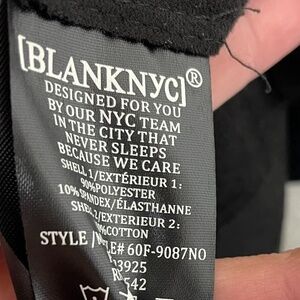 [BLANKNYC]®
DESIGNED FOR YOU
BY OUR NYC TEAM
IN THE CITY THAT
NEVER SLEEPS
BECAUSE WE CARE
SHELL 1/EXTÉRIEUR 1:
90%POLYESTER
10%SPANDEX/ÉLASTHANNE
SHELL 2/EXTÉRIEUR 2:
COTTON
STYLE / # 60F-9087NO
3925
542